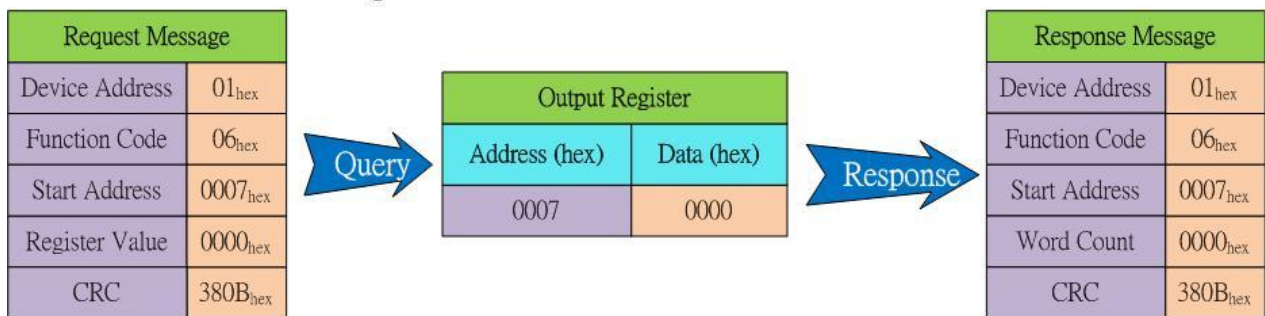 Request Message
Device Address 01hex
Function Code 06hex
Start Address 0007hex
Register Value 0000hex
CRC 380Bhex
Query
Output Register
Address (hex) Data (hex)
0007 0000
Response
Response Message
Device Address 01hex
Function Code 06hex
Start Address 0007hex
Word Count 0000hex
CRC 380Bhex